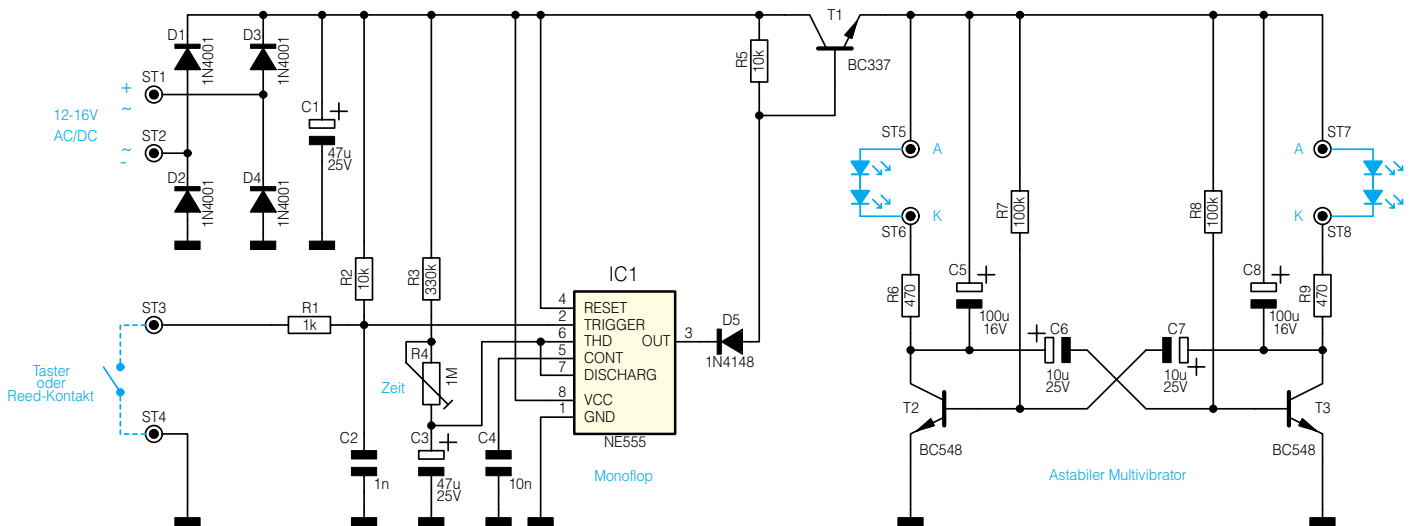 T1
BC337
D1
1N4001
D3
1N4001
ST1
+
~
12-16V
AC/DC
ST2
~
-
D2
1N4001
D4
1N4001
C1
+
47u
25V
R5
10k
ST5
A
K
ST6
ST7
A
K
ST8
R7
100k
R8
100k
R2
10k
R3
330k
IC1
4
RESET
2
TRIGGER
6
THD
OUT
3
5
CONT
7
DISCHARG
8
VCC
1
GND
NE555
Monoflop
D5
1N4148
R6
470
C5
+
100u
16V
C8
+
100u
16V
R9
470
ST3
R1
1k
R4
1M
Zeit
Taster
oder
Reed-Kontakt
ST4
C2
1n
C3
+
47u
25V
C4
10n
+
C6
10u
25V
C7
+
10u
25V
T2
BC548
T3
BC548
Astabiler Multivibrator